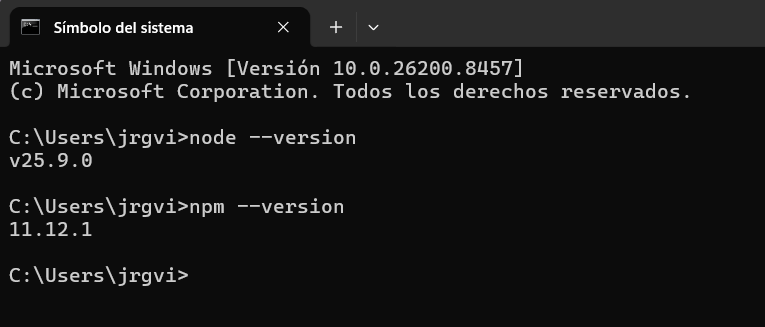 Símbolo del sistema
Microsoft Windows [Versión 10.0.26200.8457]
(c) Microsoft Corporation. Todos los derechos reservados.
C:\Users\jrgvi>node --version
v25.9.0
C:\Users\jrgvi>npm --version
11.12.1
C:\Users\jrgvi>